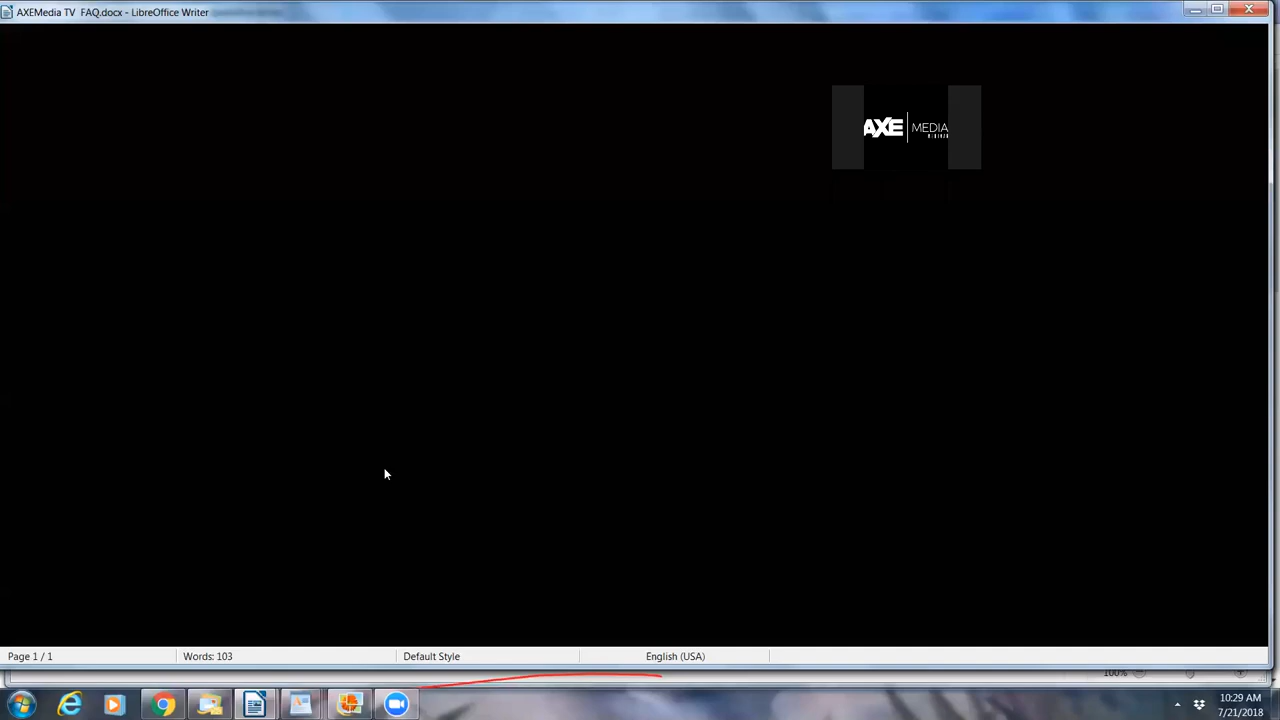 AXEMedia TV  FAQ.docx - LibreOffice Writer
AXE MEDIA
Page 1 / 1
Words: 103
Default Style
English (USA)
100%
10:29 AM
7/21/2018